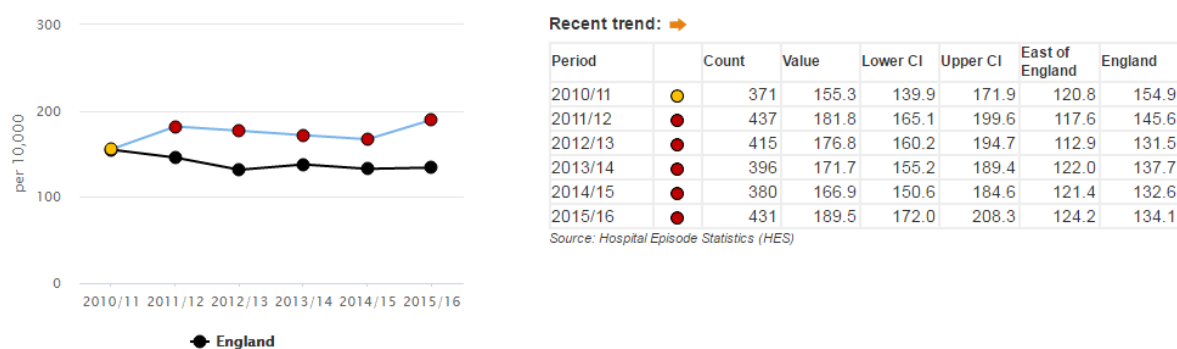 300
200
100
0
per 10,000
2010/11 2011/12 2012/13 2013/14 2014/15 2015/16
England
Recent trend:
Period Count Value Lower CI Upper CI East of England England
2010/11 371 155.3 139.9 171.9 120.8 154.9
2011/12 437 181.8 165.1 199.6 117.6 145.6
2012/13 415 176.8 160.2 194.7 112.9 131.5
2013/14 396 171.7 155.2 189.4 122.0 137.7
2014/15 380 166.9 150.6 184.6 121.4 132.6
2015/16 431 189.5 172.0 208.3 124.2 134.1
Source: Hospital Episode Statistics (HES)